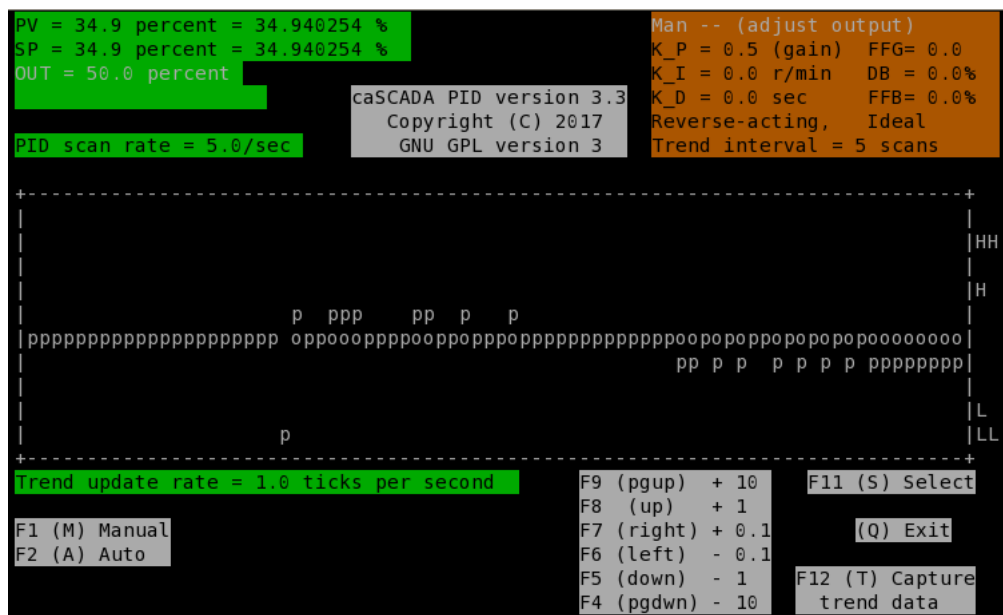 PV = 34.9 percent = 34.940254 %
SP = 34.9 percent = 34.940254 %
OUT = 50.0 percent
PID scan rate = 5.0/sec
caSCADA PID version 3.3
Copyright (C) 2017
GNU GPL version 3
Man -- (adjust output)
K_P = 0.5 (gain) FFG= 0.0
K_I = 0.0 r/min DB = 0.0%
K_D = 0.0 sec FFB= 0.0%
Reverse-acting, Ideal
Trend interval = 5 scans
HH
H
p ppp pp p p
ppppppppppppppppppppp oppoooppppooppopppopppppppppppppoopopoppopopopopoooooooo
pp p p p p p p pppppppp
L
p LL
Trend update rate = 1.0 ticks per second
F1 (M) Manual
F2 (A) Auto
F9 (pgup) + 10
F8 (up) + 1
F7 (right) + 0.1
F6 (left) - 0.1
F5 (down) - 1
F4 (pgdwn) - 10
F11 (S) Select
(Q) Exit
F12 (T) Capture
trend data